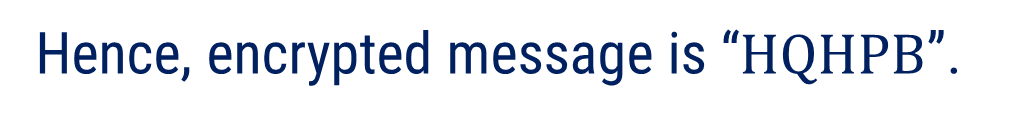 Hence, encrypted message is “HQHPB”.